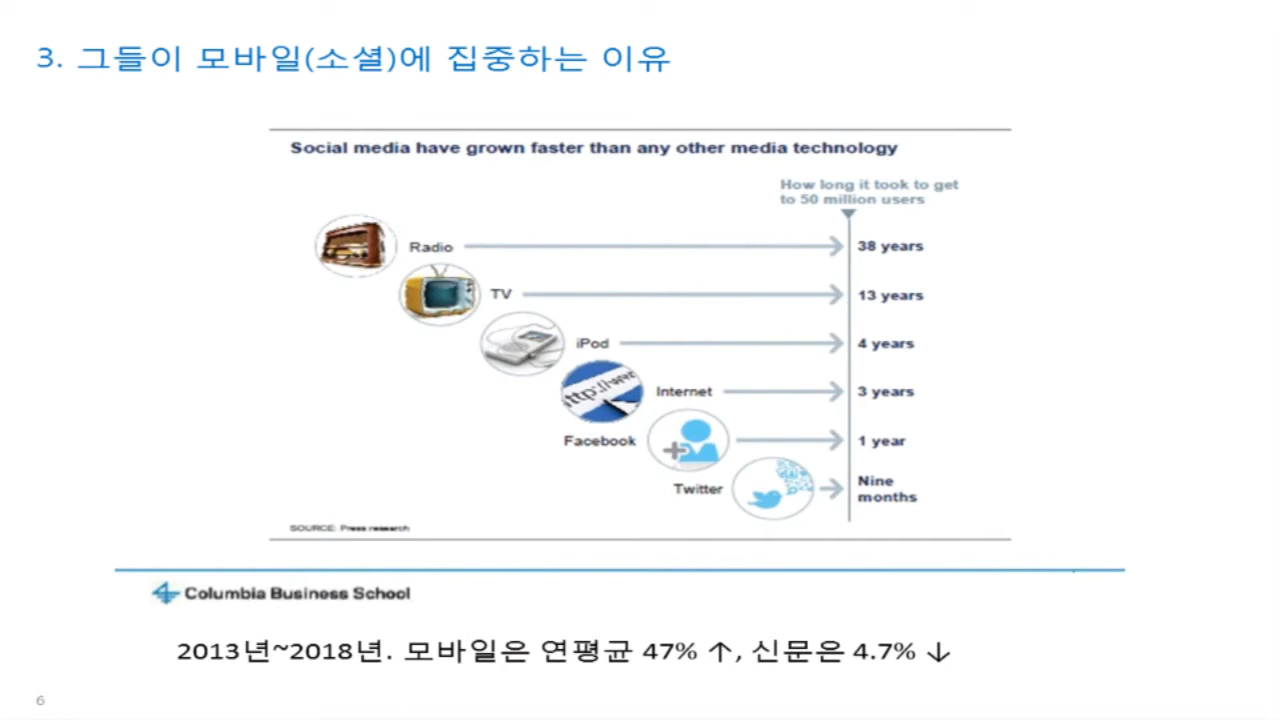 3. 그들이 모바일(소셜)에 집중하는 이유
Social media have grown faster than any other media technology
How long it took to get
to 50 million users
Radio
38 years
TV
13 years
iPod
4 years
http://www
Internet
3 years
Facebook
1 year
Twitter
Nine
months
SOURCE: Press research
Columbia Business School
2013년~2018년. 모바일은 연평균 47% ↑, 신문은 4.7% ↓
6